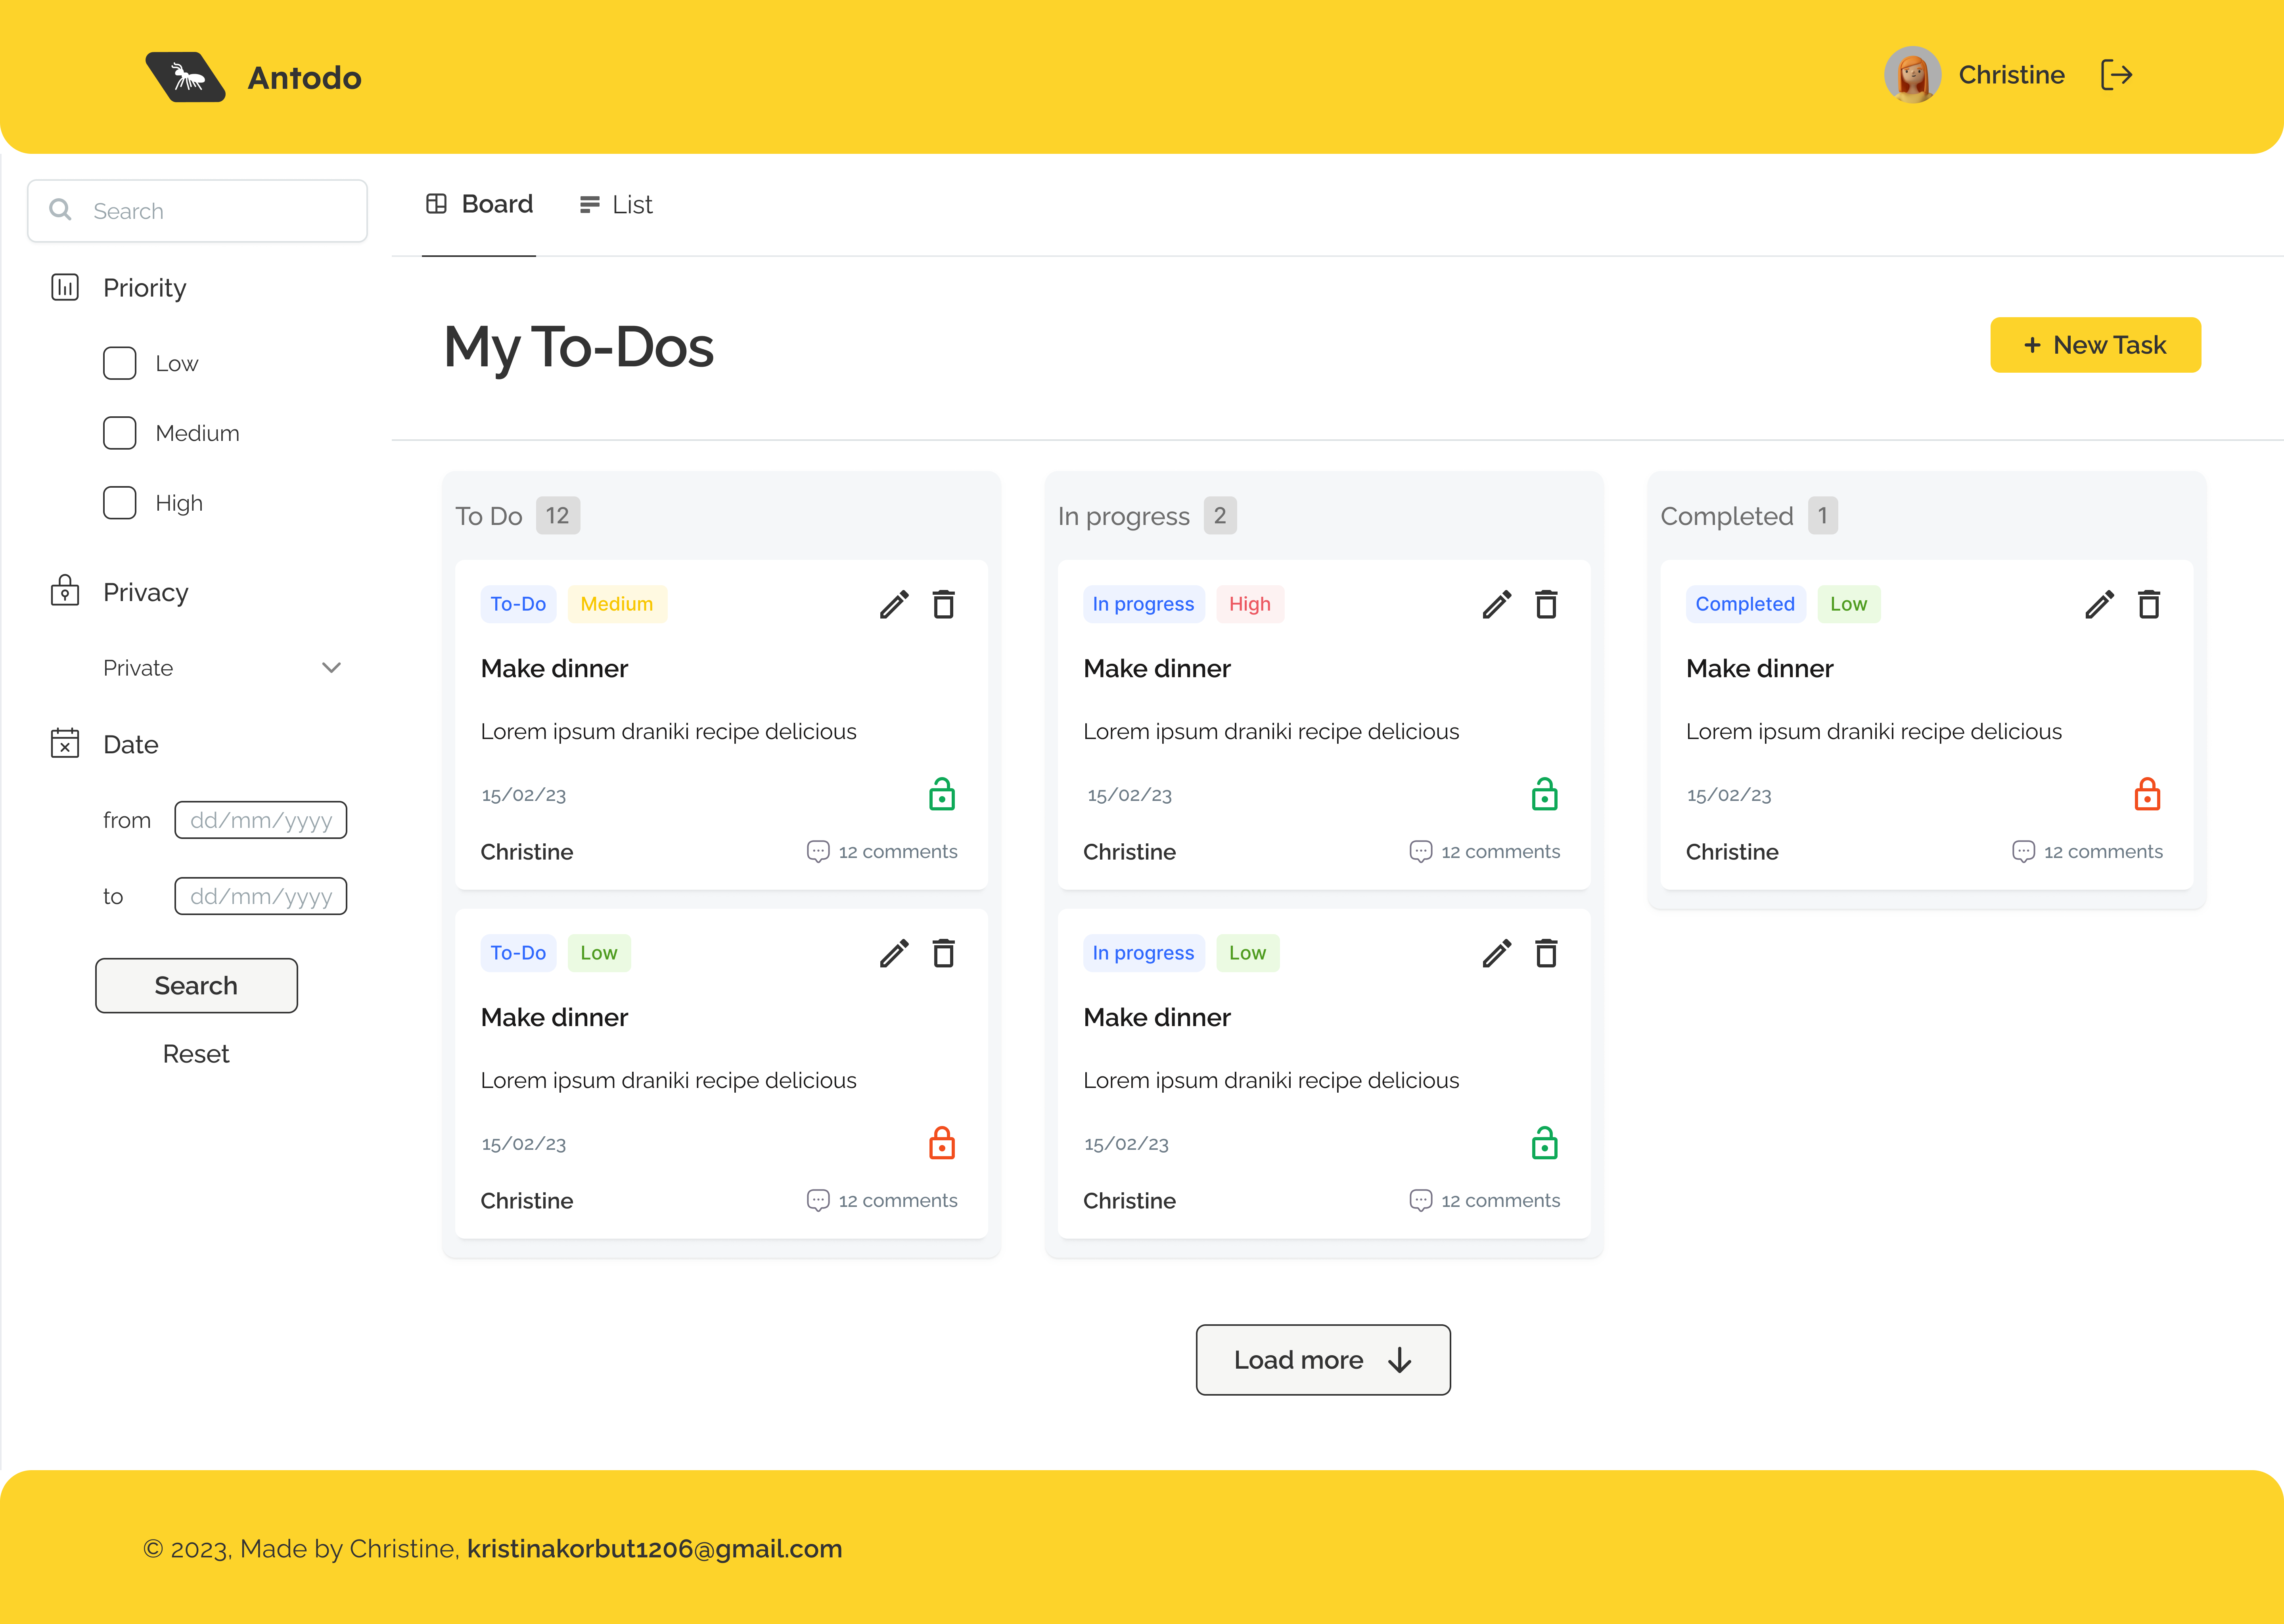 Antodo
Christine
Search
Board
List
Priority
Low
Medium
High
Privacy
Private
Date
from dd/mm/yyyy
to dd/mm/yyyy
Search
Reset
My To-Dos
+ New Task
To Do 12
To-Do Medium
Make dinner
Lorem ipsum draniki recipe delicious
15/02/23
Christine 12 comments
To-Do Low
Make dinner
Lorem ipsum draniki recipe delicious
15/02/23
Christine 12 comments
In progress 2
In progress High
Make dinner
Lorem ipsum draniki recipe delicious
15/02/23
Christine 12 comments
In progress Low
Make dinner
Lorem ipsum draniki recipe delicious
15/02/23
Christine 12 comments
Completed 1
Completed Low
Make dinner
Lorem ipsum draniki recipe delicious
15/02/23
Christine 12 comments
Load more
© 2023, Made by Christine, kristinakorbut1206@gmail.com